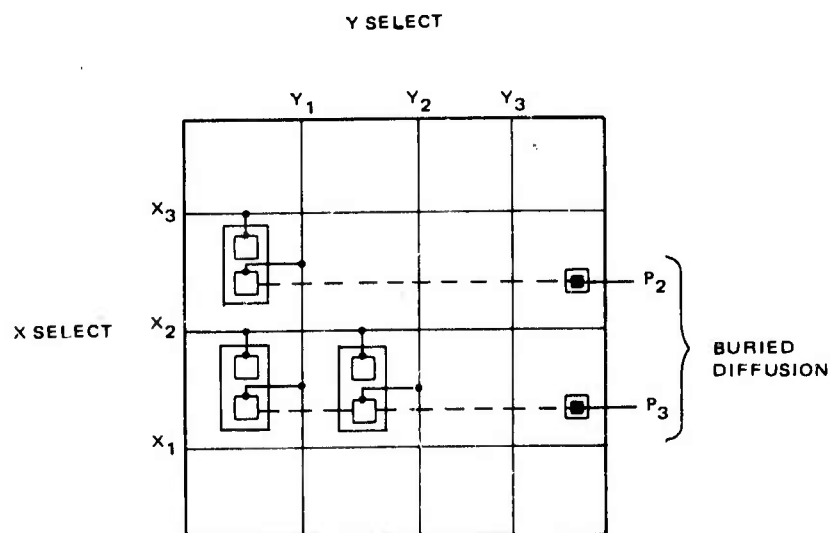 Y SELECT
Y1 Y2 Y3
X3
P2
X SELECT X2
BURIED
DIFFUSION
P3
X1